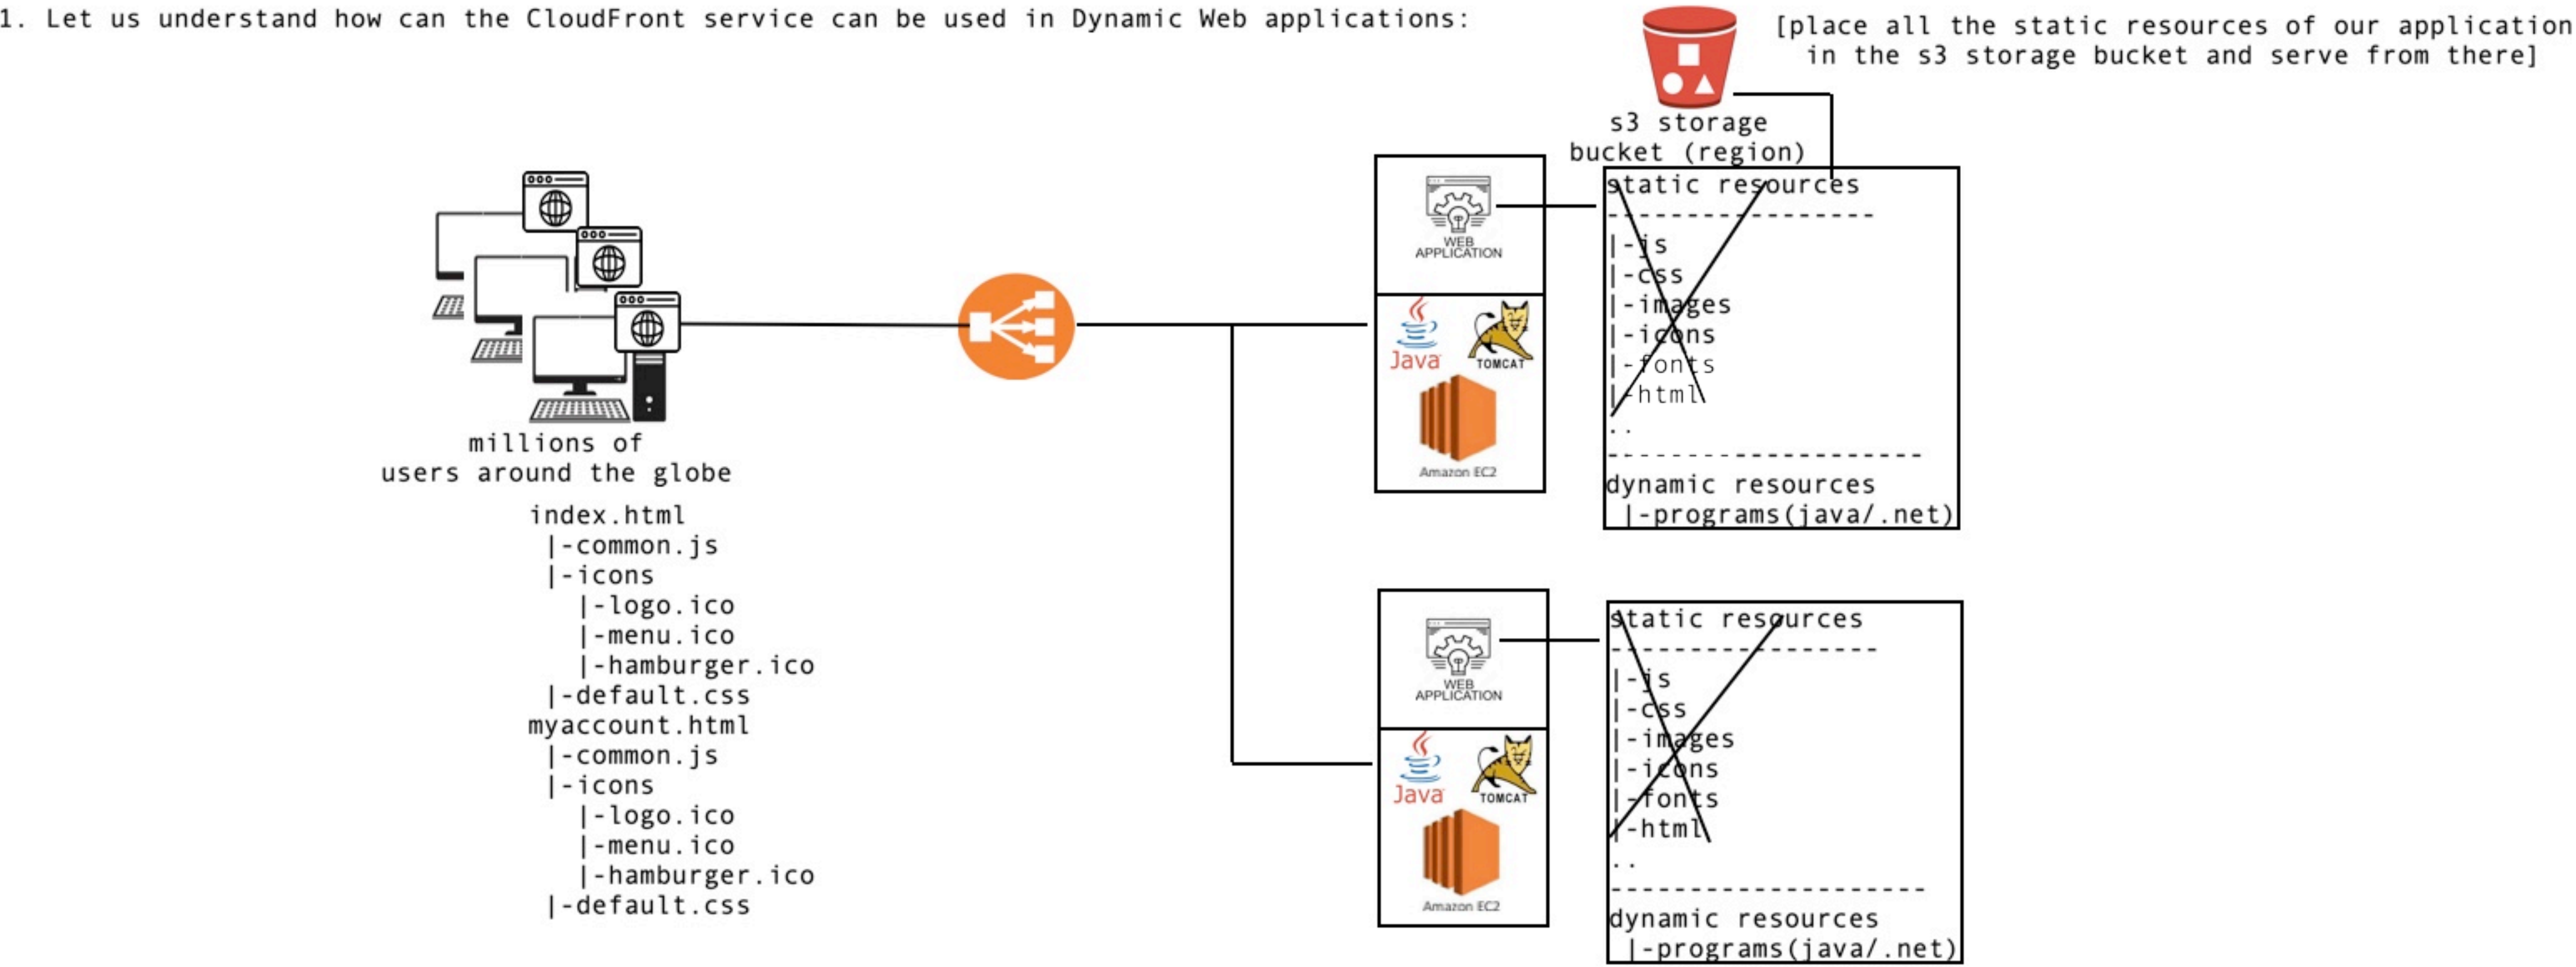 1. Let us understand how can the CloudFront service can be used in Dynamic Web applications:
[place all the static resources of our application
in the s3 storage bucket and serve from there]
s3 storage
bucket (region)
WEB
APPLICATION
Java
TOMCAT
Amazon EC2
static resources
----------------
|-js
|-css
|-images
|-icons
|-fonts
|-html
..
--------------------
dynamic resources
|-programs(java/.net)
millions of
users around the globe
index.html
|-common.js
|-icons
|-logo.ico
|-menu.ico
|-hamburger.ico
|-default.css
myaccount.html
|-common.js
|-icons
|-logo.ico
|-menu.ico
|-hamburger.ico
|-default.css
WEB
APPLICATION
Java
TOMCAT
Amazon EC2
static resources
-----------------
|-js
|-css
|-images
|-icons
|-fonts
|-html
..
--------------------
dynamic resources
|-programs(java/.net)